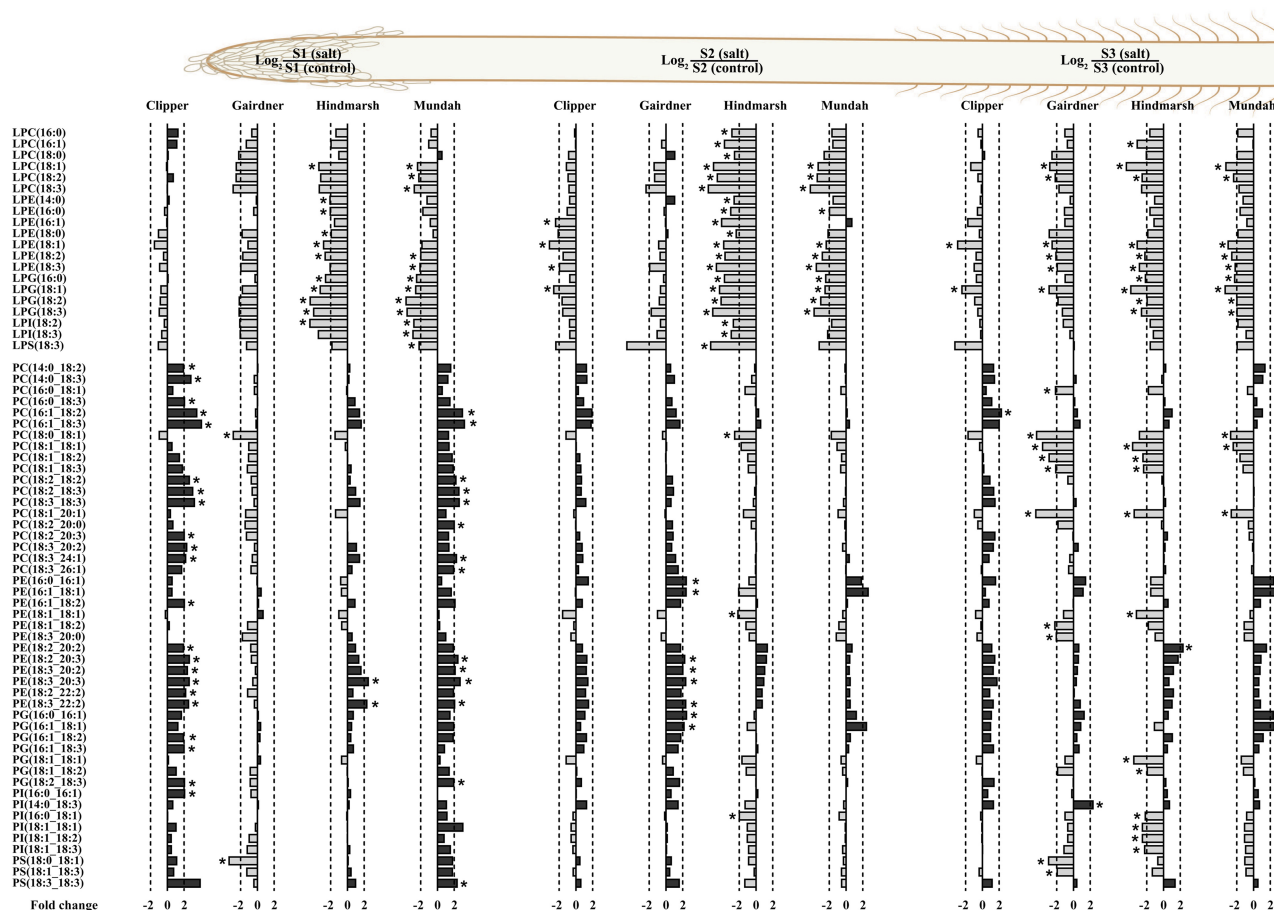 S1 (salt) S2 (salt) S3 (salt)
Log2 Log2 Log2
S1 (control) S2 (control) S3 (control)
Clipper Gairdner Hindmarsh Mundah Clipper Gairdner Hindmarsh Mundah Clipper Gairdner Hindmarsh Mundah
LPC(16:0)
LPC(16:1)
LPC(18:0)
LPC(18:1)
LPC(18:2)
LPC(18:3)
LPE(14:0)
LPE(16:0)
LPE(16:1)
LPE(18:0)
LPE(18:1)
LPE(18:2)
LPE(18:3)
LPG(16:0)
LPG(18:1)
LPG(18:2)
LPG(18:3)
LPI(18:2)
LPI(18:3)
LPS(18:3)
PC(14:0_18:2)
PC(14:0_18:3)
PC(16:0_18:1)
PC(16:0_18:3)
PC(16:1_18:2)
PC(16:1_18:3)
PC(18:0_18:1)
PC(18:1_18:1)
PC(18:1_18:2)
PC(18:1_18:3)
PC(18:2_18:2)
PC(18:2_18:3)
PC(18:3_18:3)
PC(18:1_20:1)
PC(18:2_20:0)
PC(18:2_20:3)
PC(18:3_20:2)
PC(18:3_24:1)
PC(18:3_26:1)
PE(16:0_16:1)
PE(16:1_18:1)
PE(16:1_18:2)
PE(18:1_18:1)
PE(18:1_18:2)
PE(18:3_20:0)
PE(18:2_20:2)
PE(18:2_20:3)
PE(18:3_20:2)
PE(18:3_20:3)
PE(18:2_22:2)
PE(18:3_22:2)
PG(16:0_16:1)
PG(16:1_18:1)
PG(16:1_18:2)
PG(16:1_18:3)
PG(18:1_18:1)
PG(18:1_18:2)
PG(18:2_18:3)
PI(16:0_16:1)
PI(14:0_18:3)
PI(16:0_18:1)
PI(18:1_18:1)
PI(18:1_18:2)
PI(18:1_18:3)
PS(18:0_18:1)
PS(18:1_18:3)
PS(18:3_18:3)
Fold change -2 0 2 -2 0 2 -2 0 2 -2 0 2 -2 0 2 -2 0 2 -2 0 2 -2 0 2 -2 0 2 -2 0 2 -2 0 2 -2 0 2